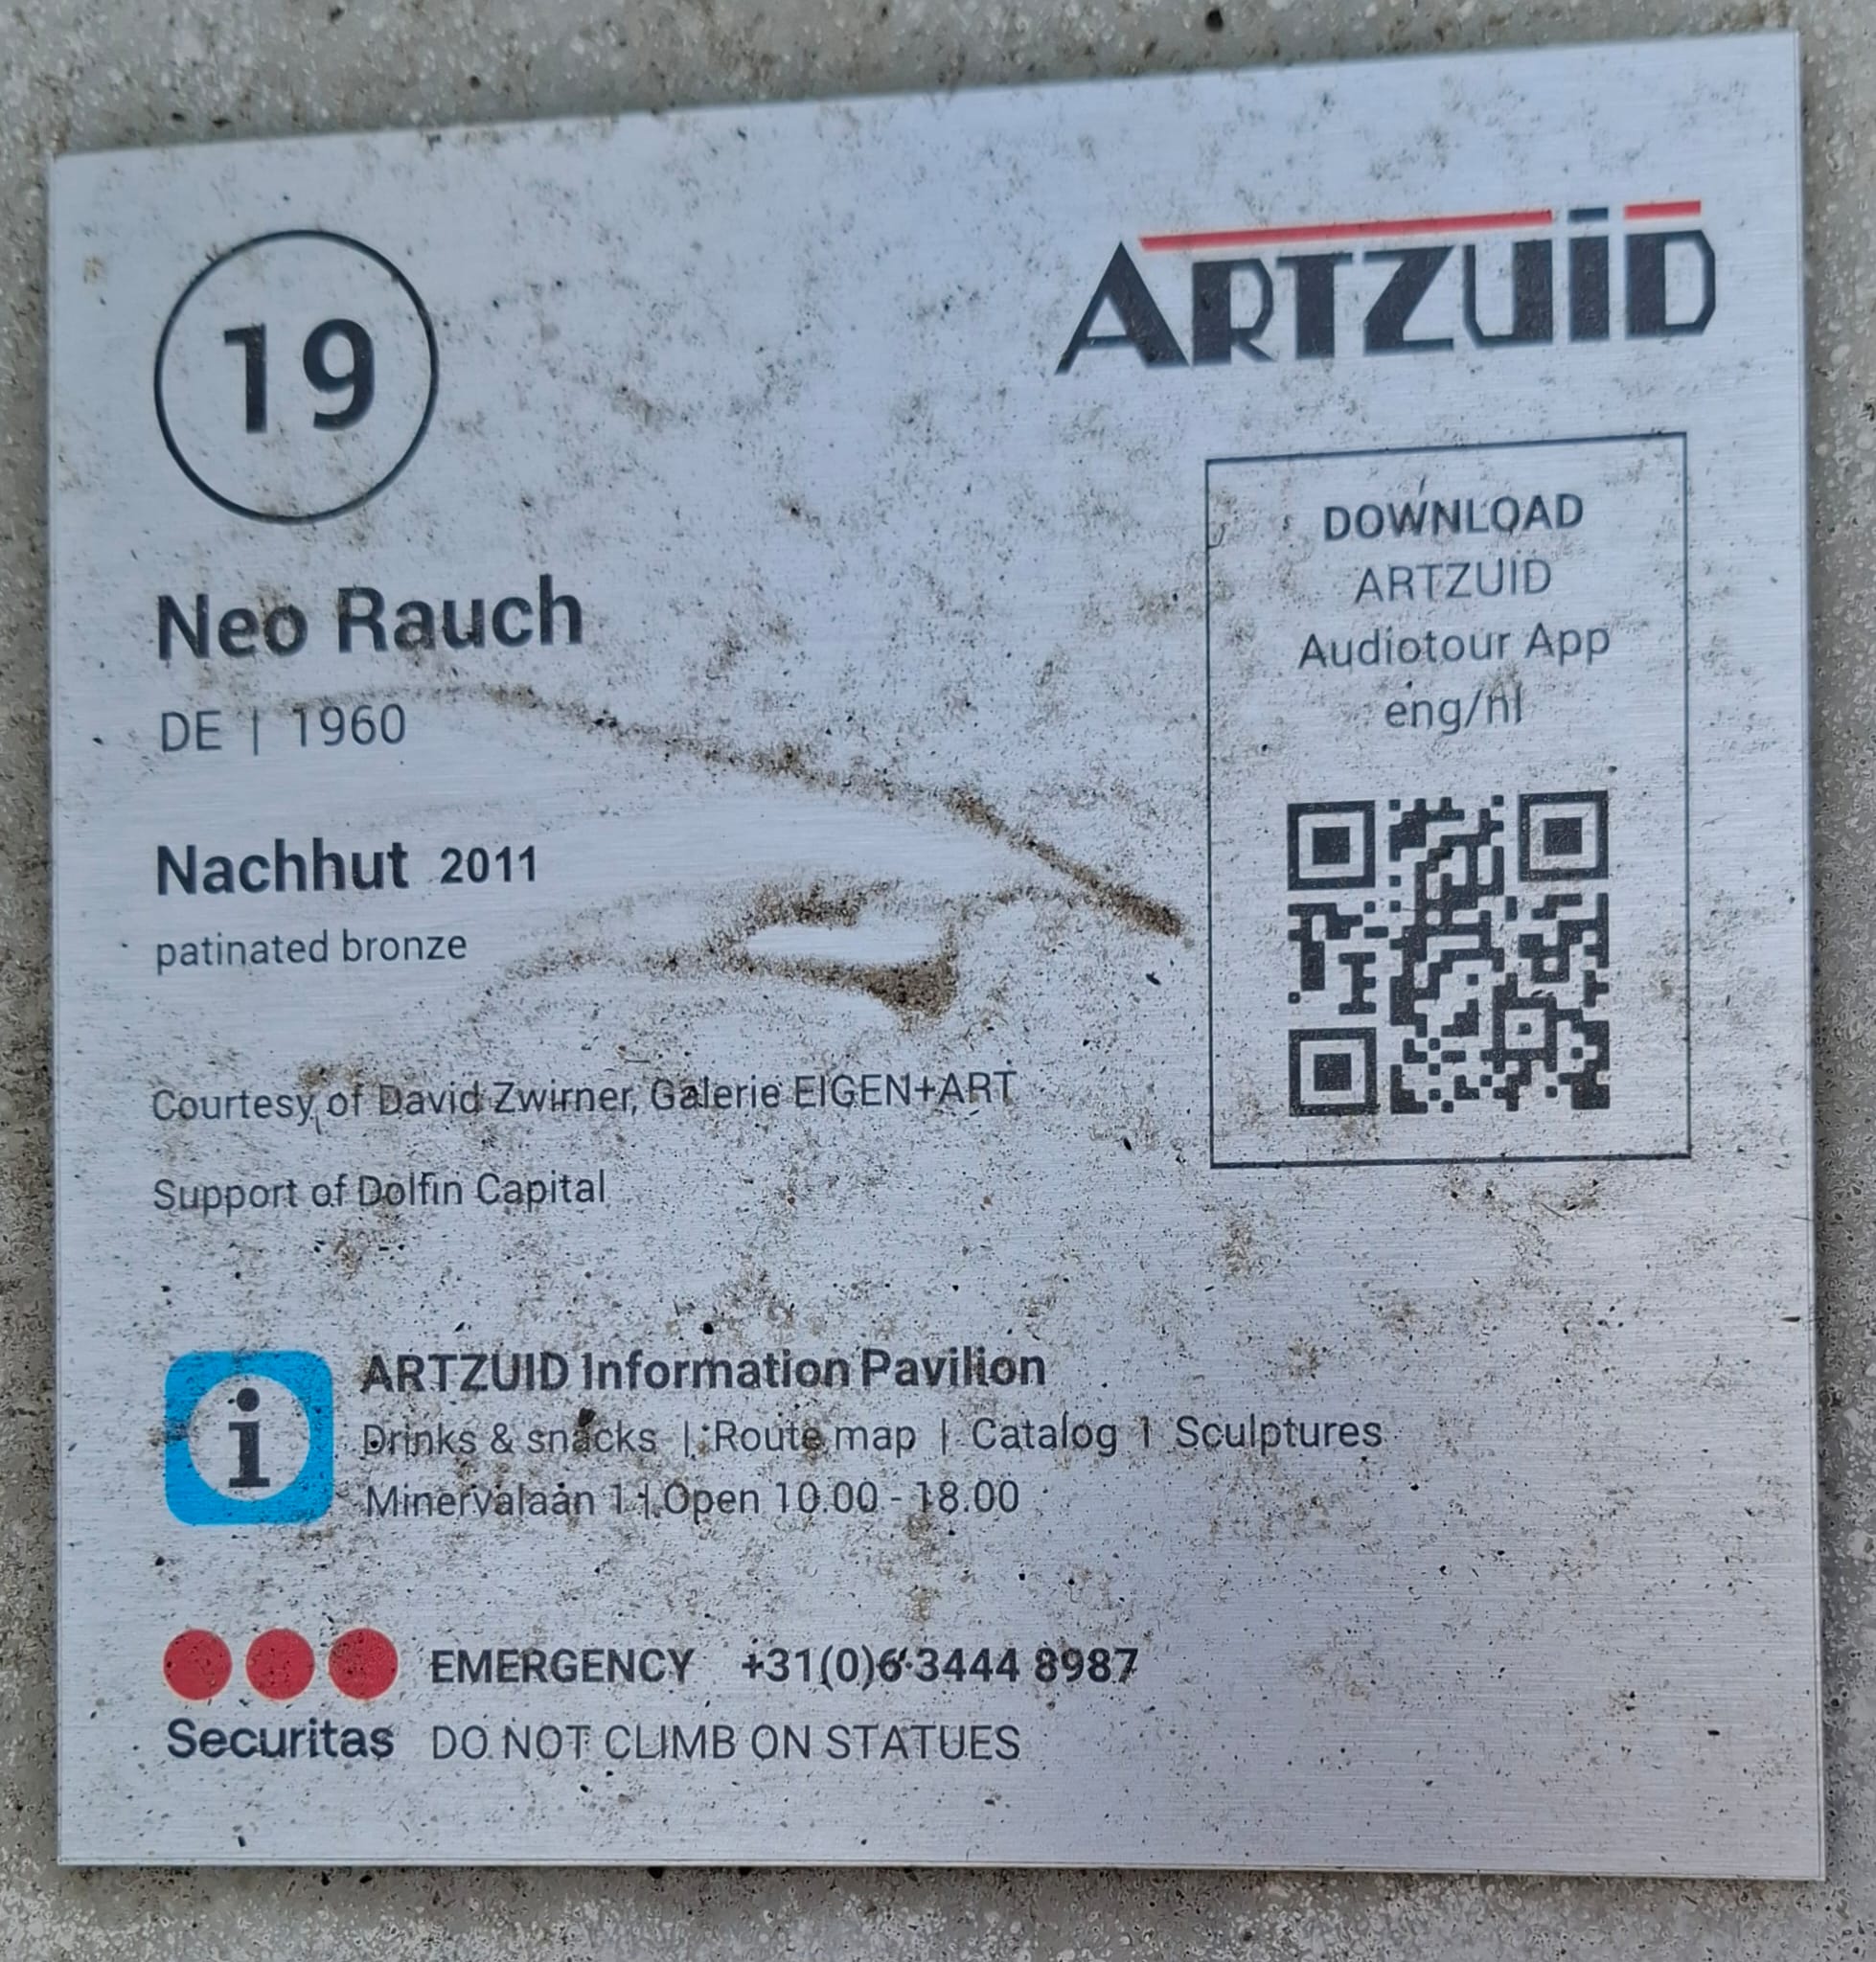 19
ARTZUID
Neo Rauch
DE | 1960
Nachhut 2011
patinated bronze
Courtesy of David Zwirner, Galerie EIGEN+ART
Support of Dolfin Capital
DOWNLOAD
ARTZUID
Audiotour App
eng/nl
i
ARTZUID Information Pavilion
Drinks & snacks | Route map | Catalog | Sculptures
Minervalaan 1 | Open 10.00 - 18.00
EMERGENCY +31(0)6 3444 8987
Securitas DO NOT CLIMB ON STATUES